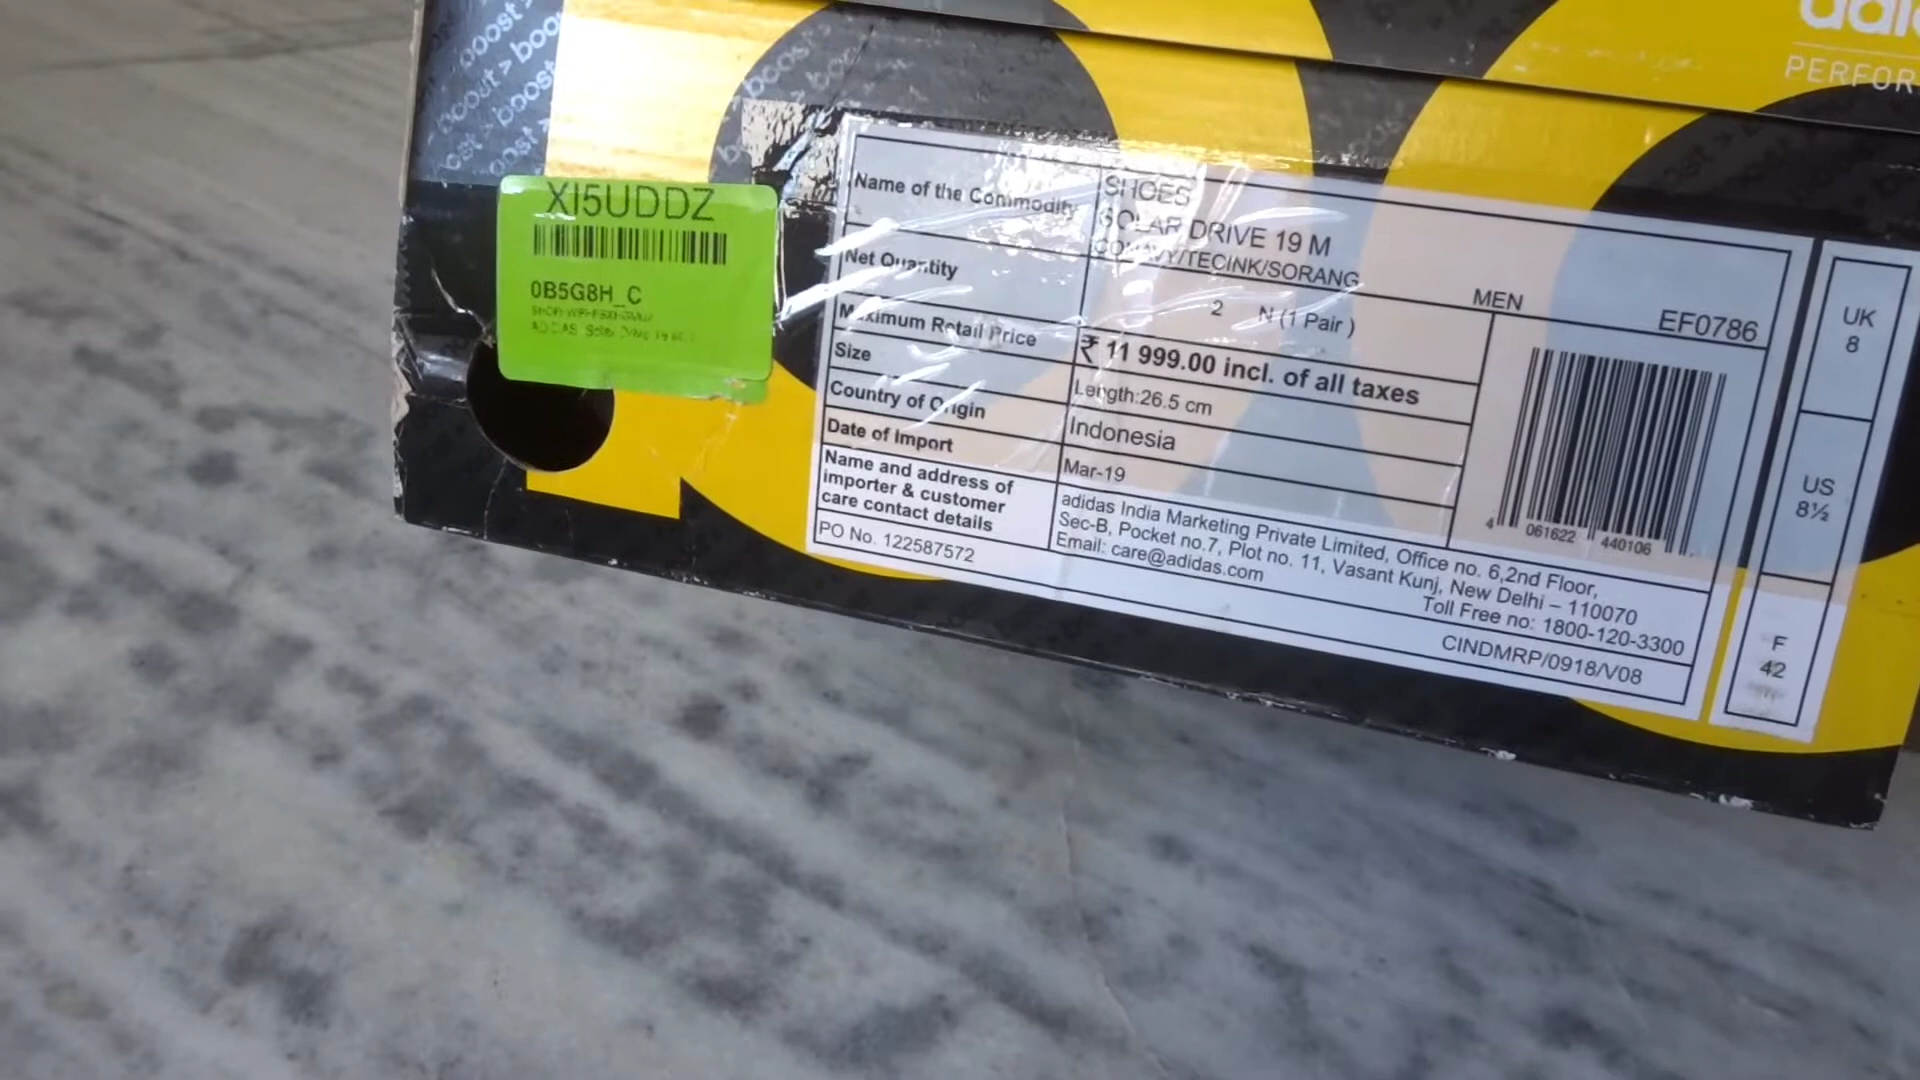 boost >
boost > boost
boost > boost
boost >
PERFOR
XI5UDDZ
0B5G8H_C
Name of the Commodity
SHOES
SOLAR DRIVE 19 M
/TECINK/SORANG
MEN
EF0786
Net Quantity
2 N (1 Pair )
Maximum Retail Price
₹ 11 999.00 incl. of all taxes
Size
Length:26.5 cm
Country of Origin
Indonesia
Date of Import
Mar-19
Name and address of
importer & customer
care contact details
adidas India Marketing Private Limited, Office no. 6,2nd Floor,
Sec-B, Pocket no.7, Plot no. 11, Vasant Kunj, New Delhi – 110070
Email: care@adidas.com
Toll Free no: 1800-120-3300
PO No. 122587572
CINDMRP/0918/V08
4 061622 440106
UK
8
US
8½
F
42